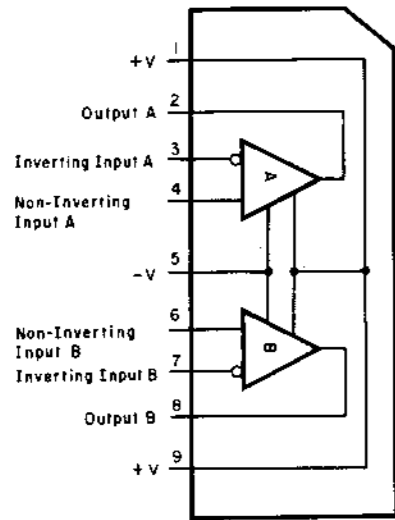 1
+V
2
Output A
3
Inverting Input A
4
Non-Inverting
Input A
A
5
-V
6
Non-Inverting
Input B
7
Inverting Input B
B
8
Output B
9
+V